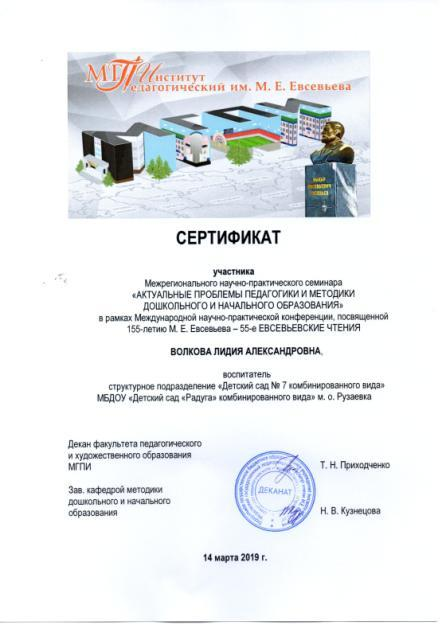 МГПИнститут
Педагогический им. М. Е. Евсевьева
СЕРТИФИКАТ
участника
Межрегионального научно-практического семинара
«АКТУАЛЬНЫЕ ПРОБЛЕМЫ ПЕДАГОГИКИ И МЕТОДИКИ
ДОШКОЛЬНОГО И НАЧАЛЬНОГО ОБРАЗОВАНИЯ»
в рамках Международной научно-практической конференции, посвященной
155-летию М. Е. Евсевьева – 55-е ЕВСЕВЬЕВСКИЕ ЧТЕНИЯ
ВОЛКОВА ЛИДИЯ АЛЕКСАНДРОВНА,
воспитатель
структурное подразделение «Детский сад № 7 комбинированного вида»
МБДОУ «Детский сад «Радуга» комбинированного вида» м. о. Рузаевка
Декан факультета педагогического
и художественного образования
МГПИ
Т. Н. Приходченко
ДЕКАНАТ
Зав. кафедрой методики
дошкольного и начального
образования
Н. В. Кузнецова
14 марта 2019 г.